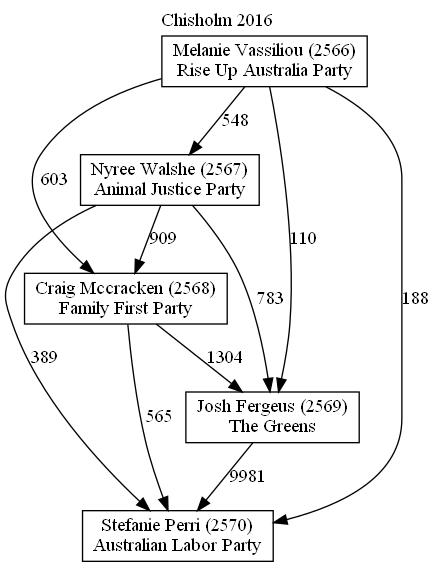 Chisholm 2016
Melanie Vassiliou (2566)
Rise Up Australia Party
548
Nyree Walshe (2567)
Animal Justice Party
603
909
110
Craig Mccracken (2568)
Family First Party
783
188
389
1304
565
Josh Fergeus (2569)
The Greens
9981
Stefanie Perri (2570)
Australian Labor Party